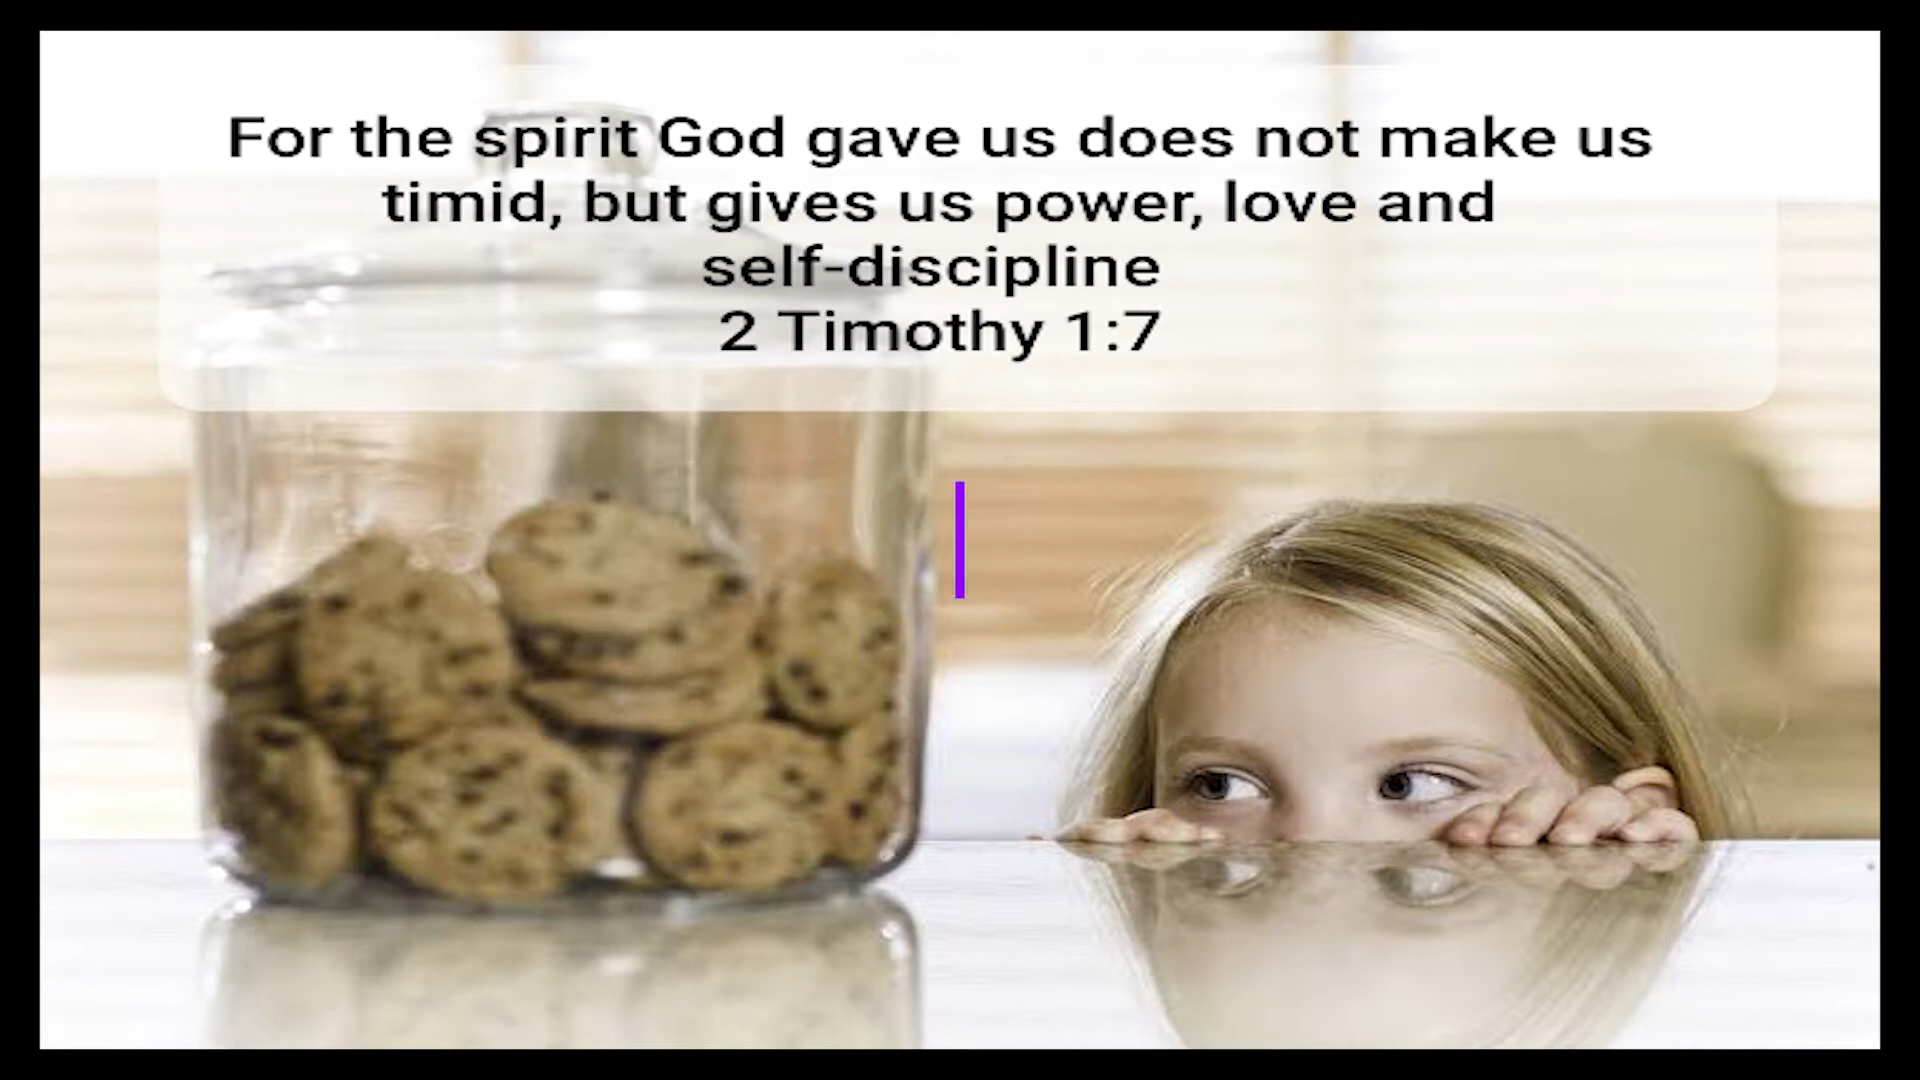 For the spirit God gave us does not make us
timid, but gives us power, love and
self-discipline
2 Timothy 1:7